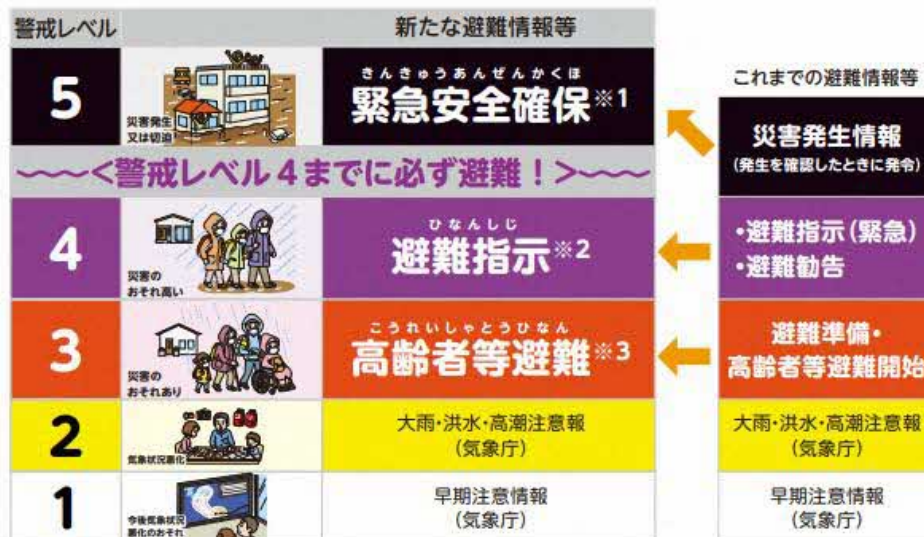 警戒レベル
新たな避難情報等
5
災害発生
又は切迫
きんきゅうあんぜんかくほ
緊急安全確保※1
〜〜〜<警戒レベル4までに必ず避難！>〜〜〜
4
災害の
おそれ高い
ひなんしじ
避難指示※2
3
災害の
おそれあり
こうれいしゃとうひなん
高齢者等避難※3
2
気象状況悪化
大雨・洪水・高潮注意報
(気象庁)
1
今後気象状況
悪化のおそれ
早期注意情報
(気象庁)
これまでの避難情報等
災害発生情報
(発生を確認したときに発令)
・避難指示(緊急)
・避難勧告
避難準備・
高齢者等避難開始
大雨・洪水・高潮注意報
(気象庁)
早期注意情報
(気象庁)